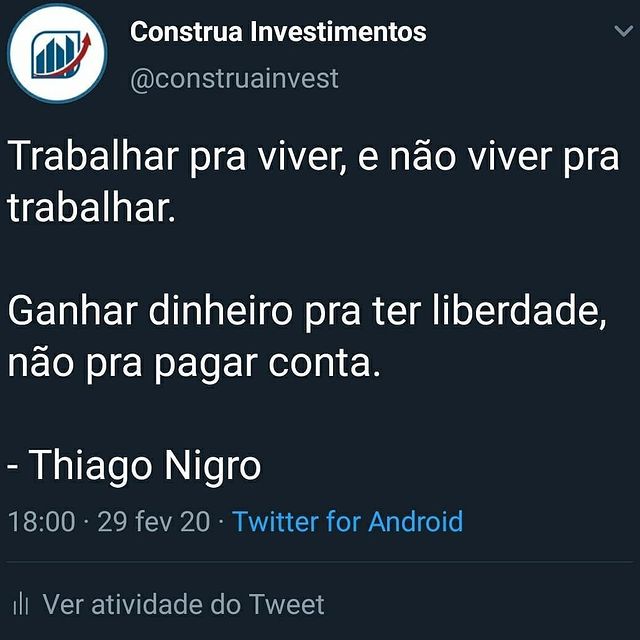 Construa Investimentos
@construainvest
Trabalhar pra viver, e não viver pra
trabalhar.
Ganhar dinheiro pra ter liberdade,
não pra pagar conta.
- Thiago Nigro
18:00 · 29 fev 20 · Twitter for Android
Ver atividade do Tweet